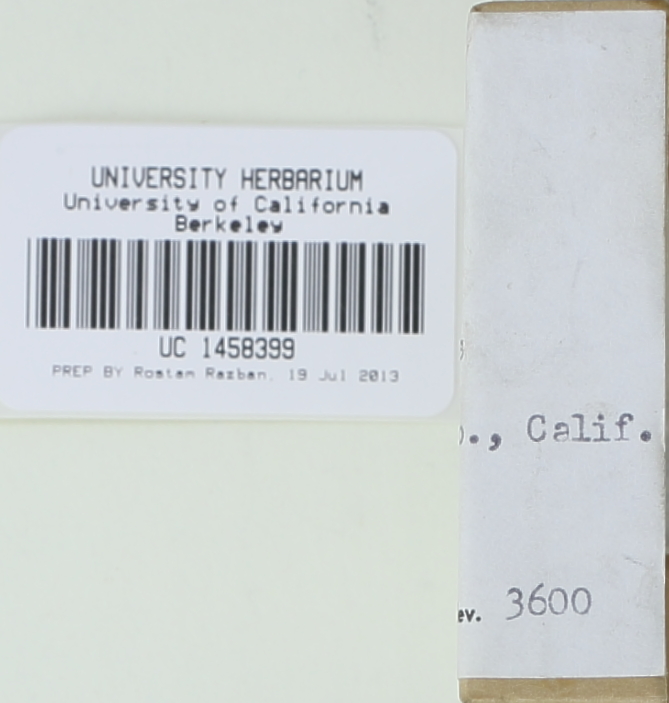 UNIVERSITY HERBARIUM
University of California
Berkeley
UC 1458399
PREP BY Rostam Razban, 19 Jul 2013
., Calif.
ev. 3600